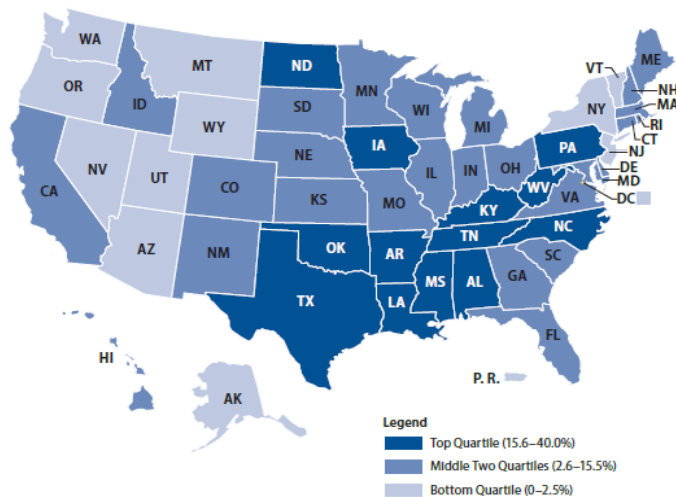 WA
MT
ND
MN
VT
ME
OR
ID
SD
WI
MI
NY
NH
MA
RI
CT
WY
IA
PA
NJ
NE
NV
UT
IL
IN
OH
DE
MD
DC
CA
CO
KS
MO
KY
WV
VA
AZ
NM
OK
AR
TN
NC
SC
TX
LA
MS
AL
GA
FL
HI
AK
P. R.
Legend
Top Quartile (15.6–40.0%)
Middle Two Quartiles (2.6–15.5%)
Bottom Quartile (0–2.5%)